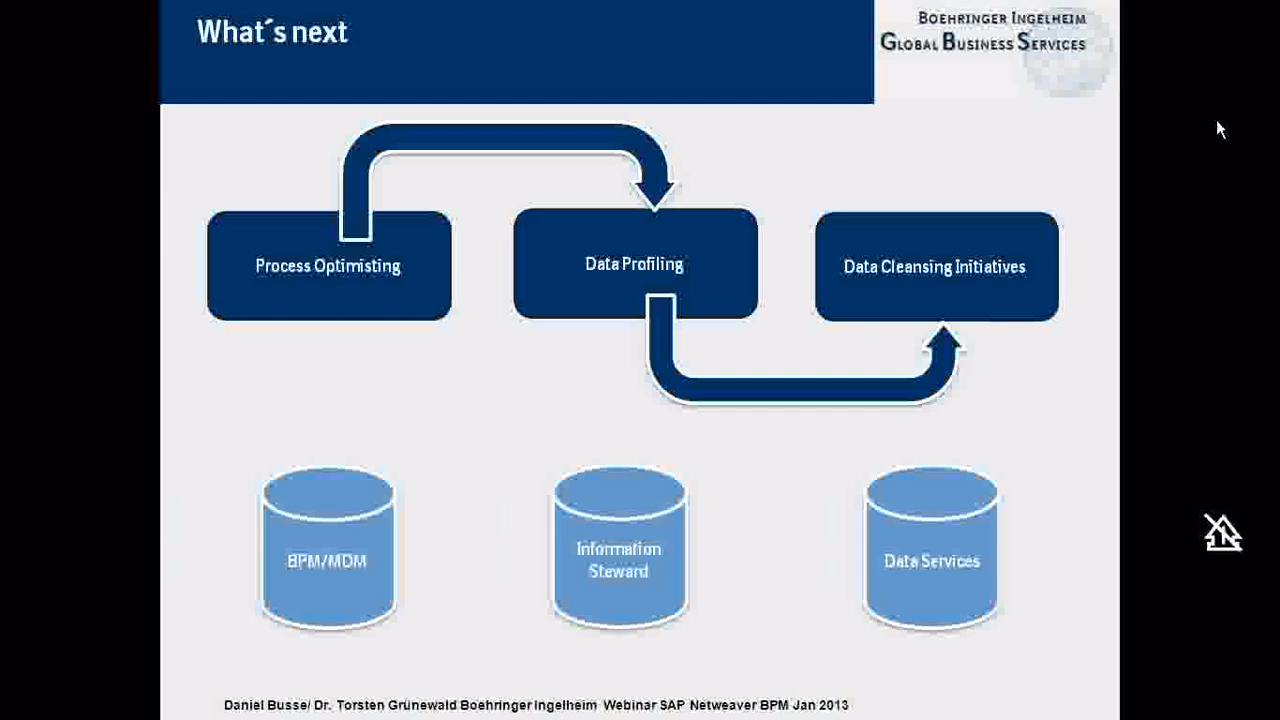 What´s next
BOEHRINGER INGELHEIM
GLOBAL BUSINESS SERVICES
Process Optimisting
Data Profiling
Data Cleansing Initiatives
BPM/MDM
Information
Steward
Data Services
Daniel Busse/ Dr. Torsten Grünewald Boehringer Ingelheim Webinar SAP Netweaver BPM Jan 2013